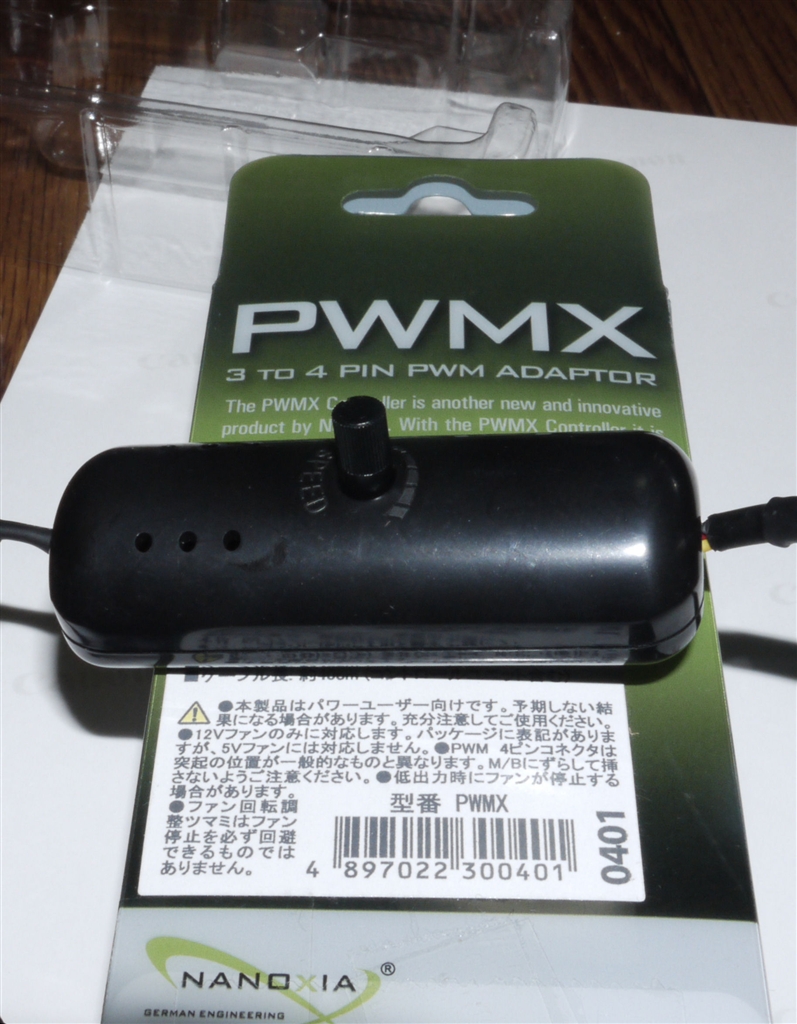 PWMX
3 TO 4 PIN PWM ADAPTOR
The PWMX Controller is another new and innovative
product by N With the PWMX Controller it is
SPEED
●本製品はパワーユーザー向けです。予期しない結
果になる場合があります。充分注意してご使用ください。
●12Vファンのみに対応します。パッケージに表記がありま
すが、5Vファンには対応しません。●PWM 4ピンコネクタは
突起の位置が一般的なものと異なります。M/Bにずらして挿
さないようご注意ください。●低出力時にファンが停止する
場合があります。
●ファン回転調
整ツマミはファン
停止を必ず回避
できるものでは
ありません。
型番 PWMX
4 897022 300401
0401
NANOXIA®
GERMAN ENGINEERING